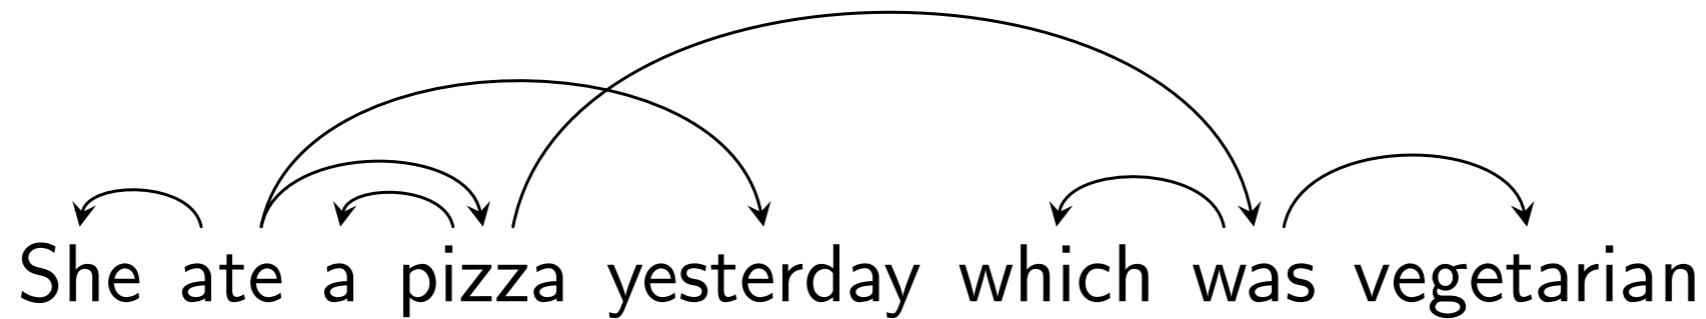 She ate a pizza yesterday which was vegetarian